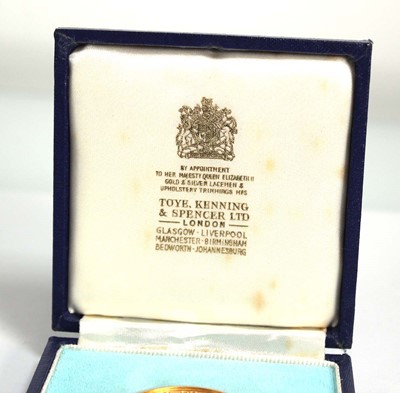 BY APPOINTMENT
TO HER MAJESTY QUEEN ELIZABETH II
GOLD & SILVER LACEMEN &
UPHOLSTERY TRIMMINGS MFS
TOYE, KENNING
& SPENCER LTD
LONDON
GLASGOW · LIVERPOOL
MANCHESTER · BIRMINGHAM
BEDWORTH · JOHANNESBURG